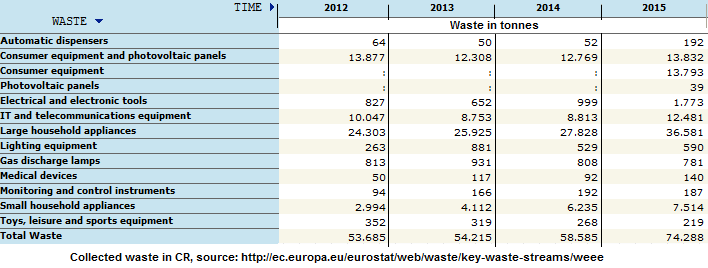 TIME 2012 2013 2014 2015
WASTE Waste in tonnes
Automatic dispensers 64 50 52 192
Consumer equipment and photovoltaic panels 13.877 12.308 12.769 13.832
Consumer equipment : : : 13.793
Photovoltaic panels : : : 39
Electrical and electronic tools 827 652 999 1.773
IT and telecommunications equipment 10.047 8.753 8.813 12.481
Large household appliances 24.303 25.925 27.828 36.581
Lighting equipment 263 881 529 590
Gas discharge lamps 813 931 808 781
Medical devices 50 117 92 140
Monitoring and control instruments 94 166 192 187
Small household appliances 2.994 4.112 6.235 7.514
Toys, leisure and sports equipment 352 319 268 219
Total Waste 53.685 54.215 58.585 74.288
Collected waste in CR, source: http://ec.europa.eu/eurostat/web/waste/key-waste-streams/weee